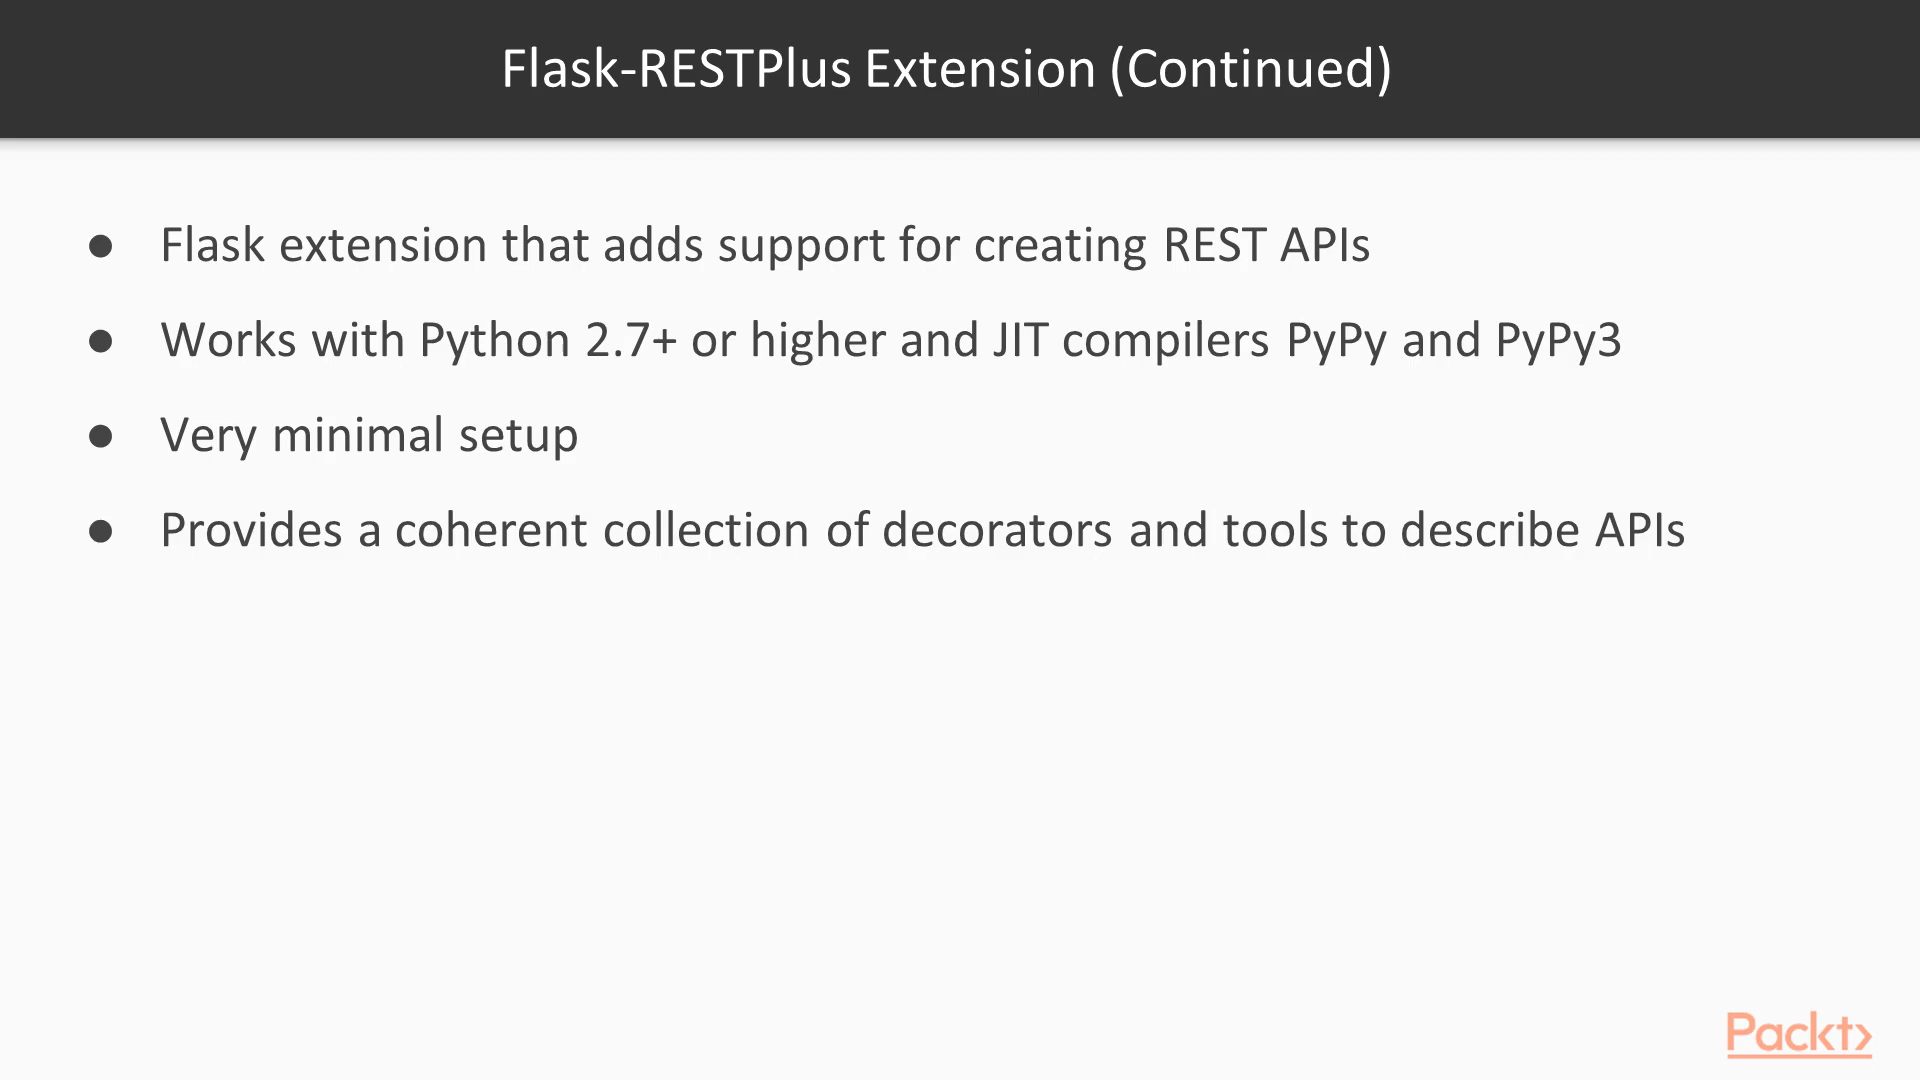 Flask-RESTPlus Extension (Continued)
● Flask extension that adds support for creating REST APIs
● Works with Python 2.7+ or higher and JIT compilers PyPy and PyPy3
● Very minimal setup
● Provides a coherent collection of decorators and tools to describe APIs
Packt>